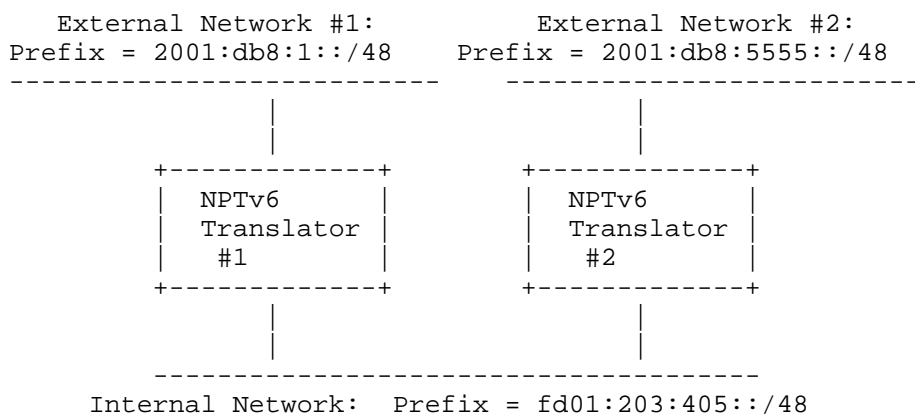 External Network #1: External Network #2:
Prefix = 2001:db8:1::/48 Prefix = 2001:db8:5555::/48
NPTv6 NPTv6
Translator Translator
#1 #2
Internal Network: Prefix = fd01:203:405::/48